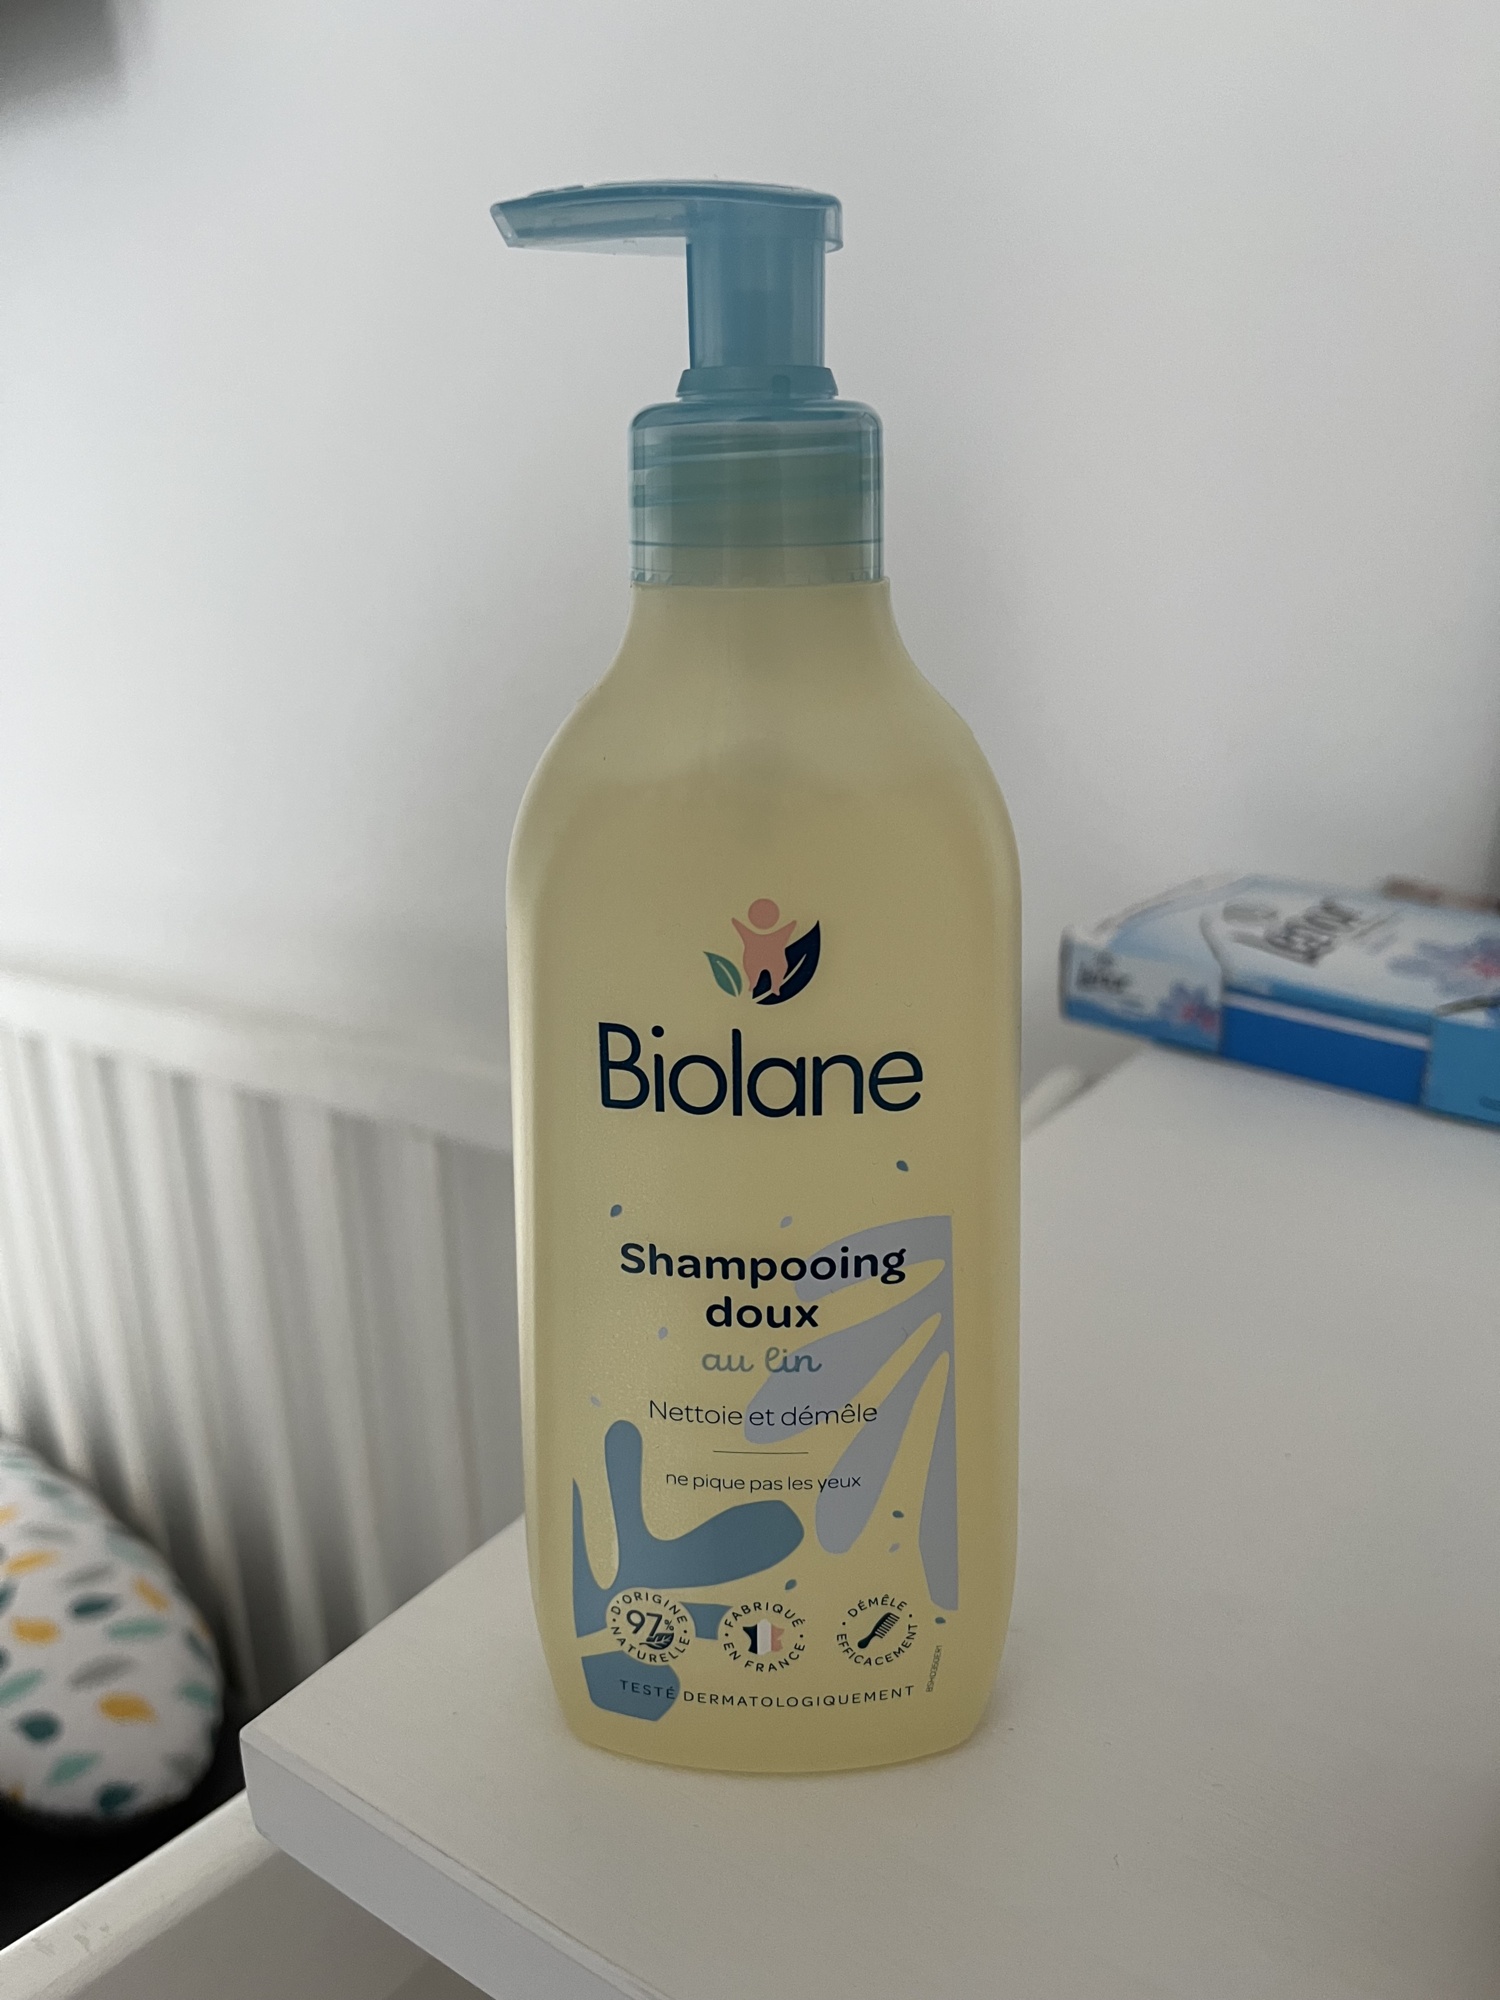 Biolane
Shampooing
doux
au lin
Nettoie et démêle
ne pique pas les yeux
D'ORIGINE NATURELLE
97%
FABRIQUÉ EN FRANCE
DÉMÊLE EFFICACEMENT
TESTÉ DERMATOLOGIQUEMENT